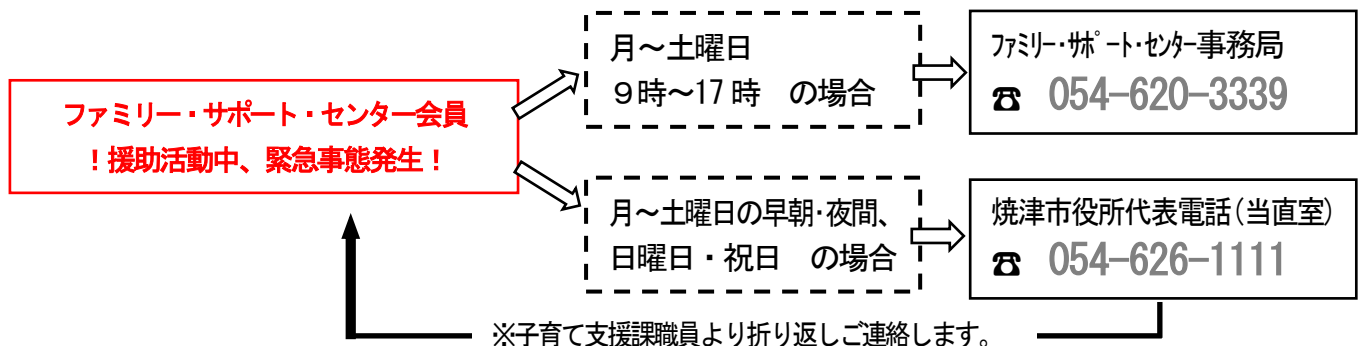 ファミリー・サポート・センター会員
！援助活動中、緊急事態発生！
月～土曜日
９時～17時　の場合
ﾌｧﾐﾘｰ･ｻﾎﾟｰﾄ･ｾﾝﾀｰ事務局
☎ 054-620-3339
月～土曜日の早朝･夜間、
日曜日・祝日　の場合
焼津市役所代表電話(当直室)
☎ 054-626-1111
※子育て支援課職員より折り返しご連絡します。